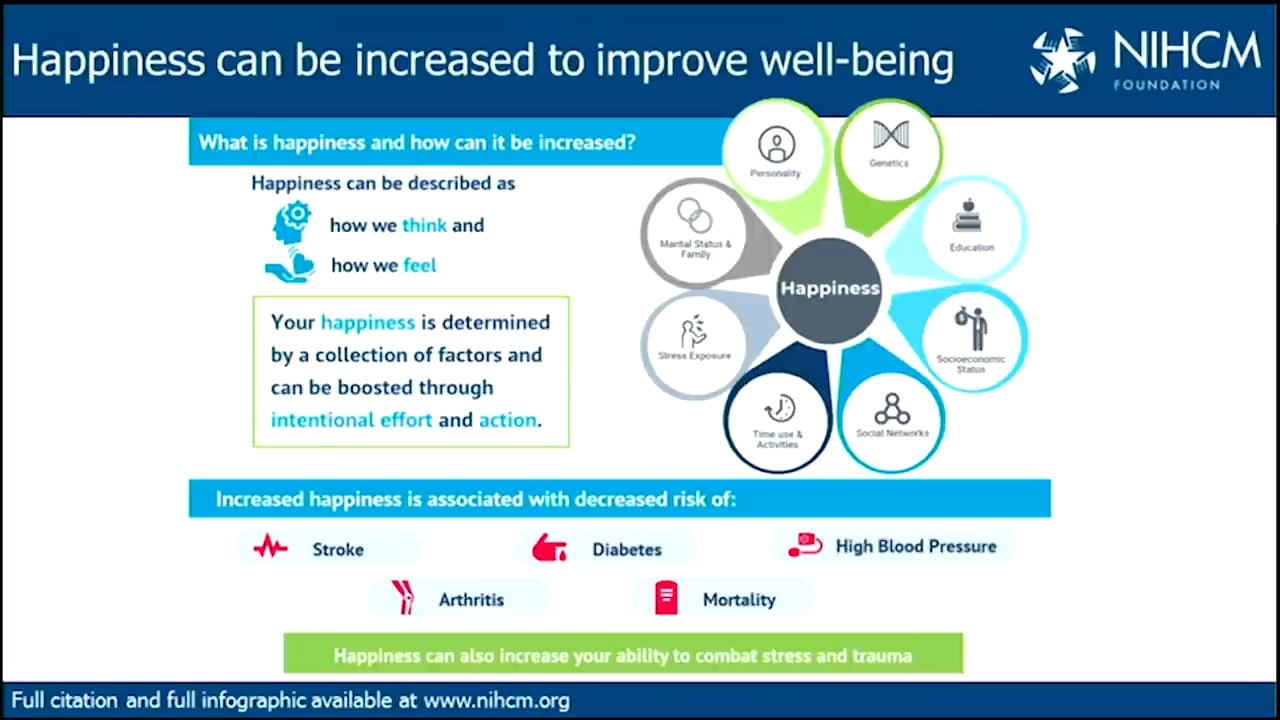 Happiness can be increased to improve well-being
NIHCM
FOUNDATION
What is happiness and how can it be increased?
Happiness can be described as
how we think and
how we feel
Your happiness is determined
by a collection of factors and
can be boosted through
intentional effort and action.
Personality
Genetics
Marital Status &
Family
Education
Happiness
Stress Exposure
Socioeconomic
Status
Time use &
Activities
Social Networks
Increased happiness is associated with decreased risk of:
Stroke
Diabetes
High Blood Pressure
Arthritis
Mortality
Happiness can also increase your ability to combat stress and trauma
Full citation and full infographic available at www.nihcm.org